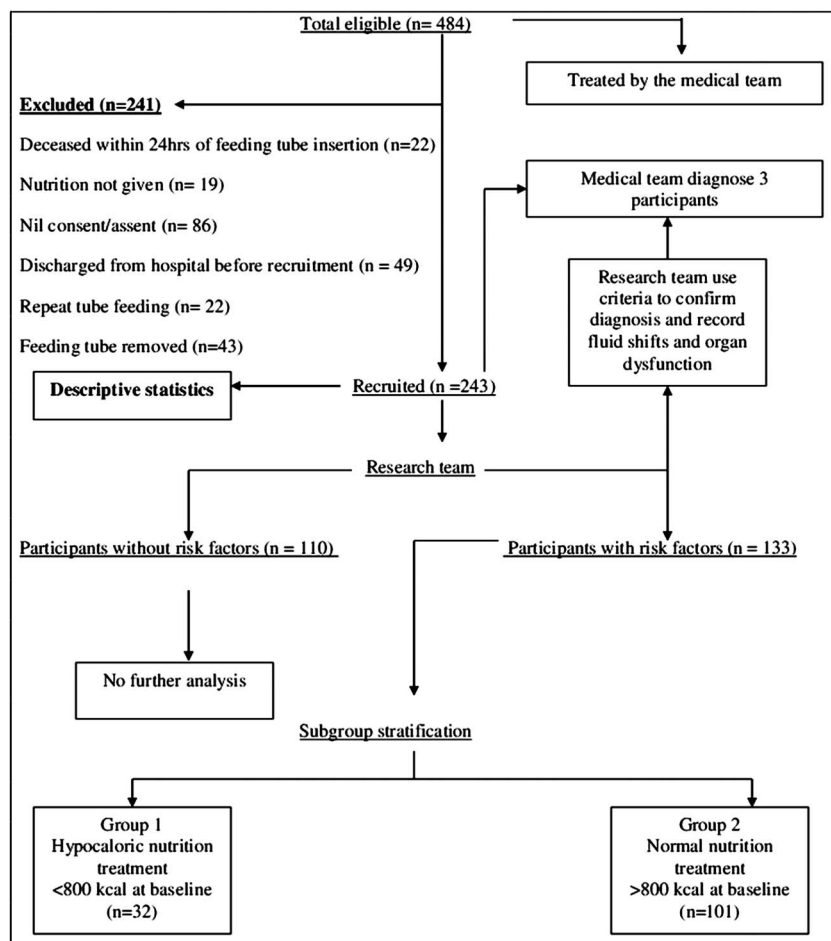 Total eligible (n= 484)
Treated by the medical team
Excluded (n=241)
Deceased within 24hrs of feeding tube insertion (n=22)
Nutrition not given (n= 19)
Nil consent/assent (n= 86)
Discharged from hospital before recruitment (n = 49)
Repeat tube feeding (n= 22)
Feeding tube removed (n=43)
Medical team diagnose 3
participants
Research team use
criteria to confirm
diagnosis and record
fluid shifts and organ
dysfunction
Descriptive statistics
Recruited (n =243)
Research team
Participants without risk factors (n = 110)
Participants with risk factors (n = 133)
No further analysis
Subgroup stratification
Group 1
Hypocaloric nutrition
treatment
<800 kcal at baseline
(n=32)
Group 2
Normal nutrition
treatment
>800 kcal at baseline
(n=101)